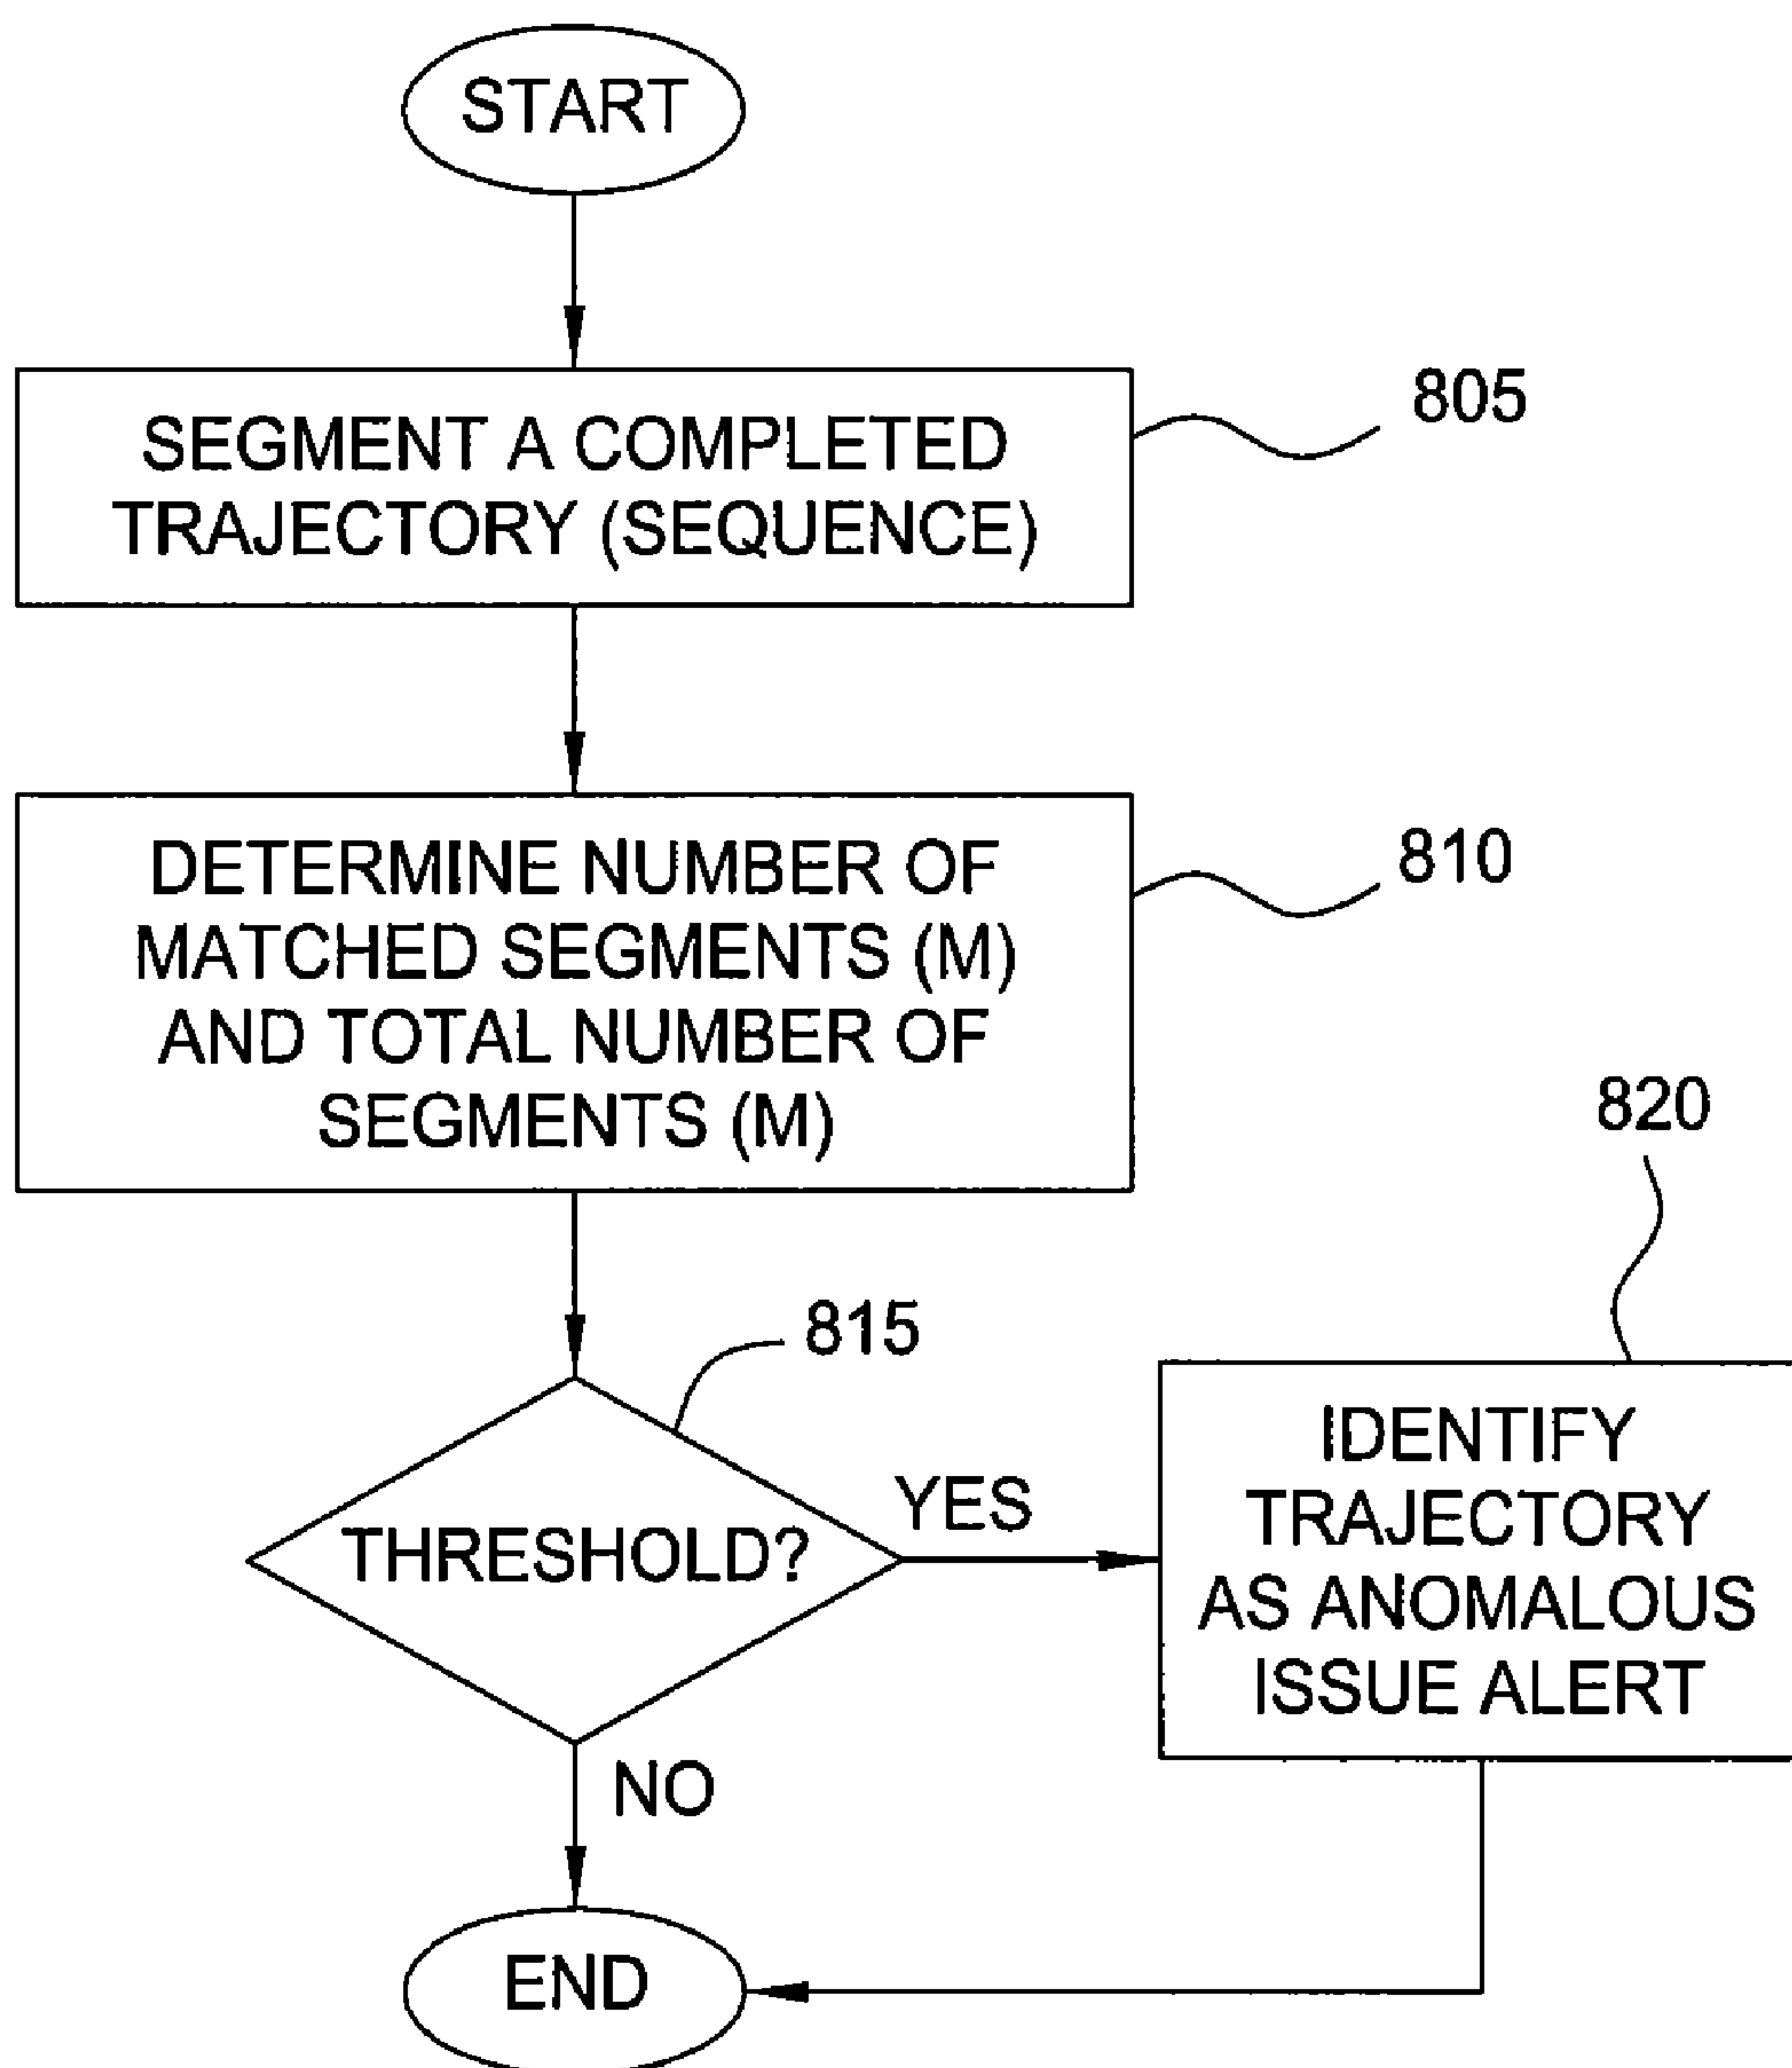 START
SEGMENT A COMPLETED
TRAJECTORY (SEQUENCE)
805
DETERMINE NUMBER OF
MATCHED SEGMENTS (M)
AND TOTAL NUMBER OF
SEGMENTS (M)
810
THRESHOLD?
815
YES
NO
820
IDENTIFY
TRAJECTORY
AS ANOMALOUS
ISSUE ALERT
END